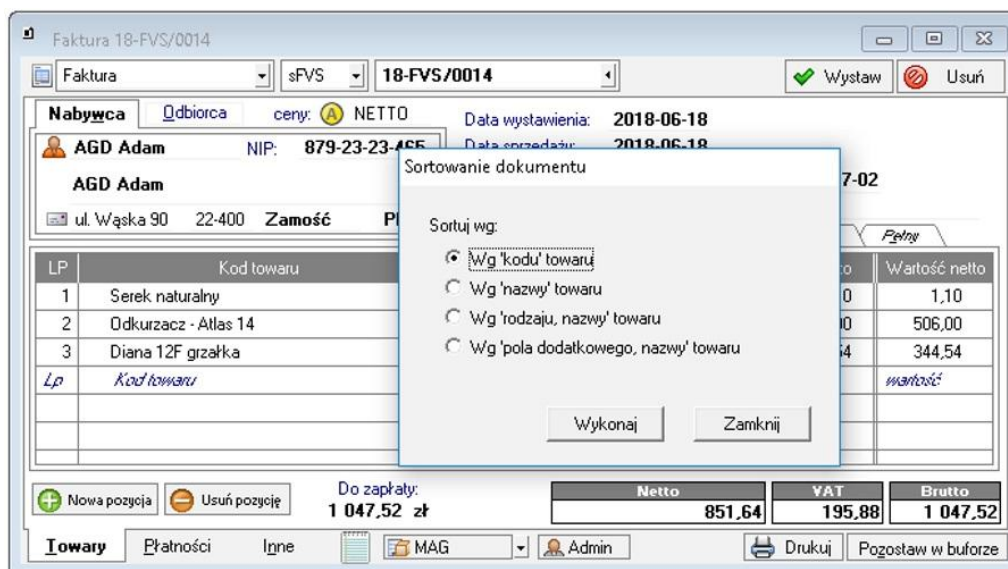 Faktura 18-FVS/0014
Faktura sFVS 18-FVS/0014 Wystaw Usuń
Nabywca Odbiorca ceny: A NETTO Data wystawienia: 2018-06-18
AGD Adam NIP: 879-23-23-465 Data sprzedaży: 2018-06-18
Sortowanie dokumentu
AGD Adam 7-02
ul. Wąska 90 22-400 Zamość
Sortuj wg:
Pełny
Wg 'kodu' towaru
Wg 'nazwy' towaru
Wg 'rodzaju, nazwy' towaru
Wg 'pola dodatkowego, nazwy' towaru
Wykonaj Zamknij
LP Kod towaru Wartość netto
1 Serek naturalny 0 1,10
2 Odkurzacz - Atlas 14 00 506,00
3 Diana 12F grzałka 54 344,54
Lp Kod towaru wartość
Nowa pozycja Usuń pozycję Do zapłaty: Netto VAT Brutto
1 047,52 zł 851,64 195,88 1 047,52
Towary Płatności Inne MAG Admin Drukuj Pozostaw w buforze